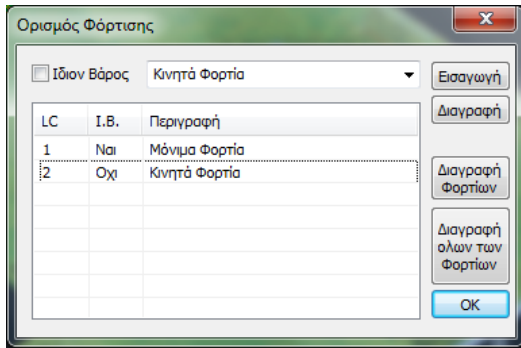 Ορισμός Φόρτισης
Ιδιον Βάρος
Κινητά Φορτία
Εισαγωγή
Διαγραφή
LC Ι.Β. Περιγραφή
1 Ναι Μόνιμα Φορτία
2 Οχι Κινητά Φορτία
Διαγραφή
Φορτίων
Διαγραφή
ολων των
Φορτίων
OK